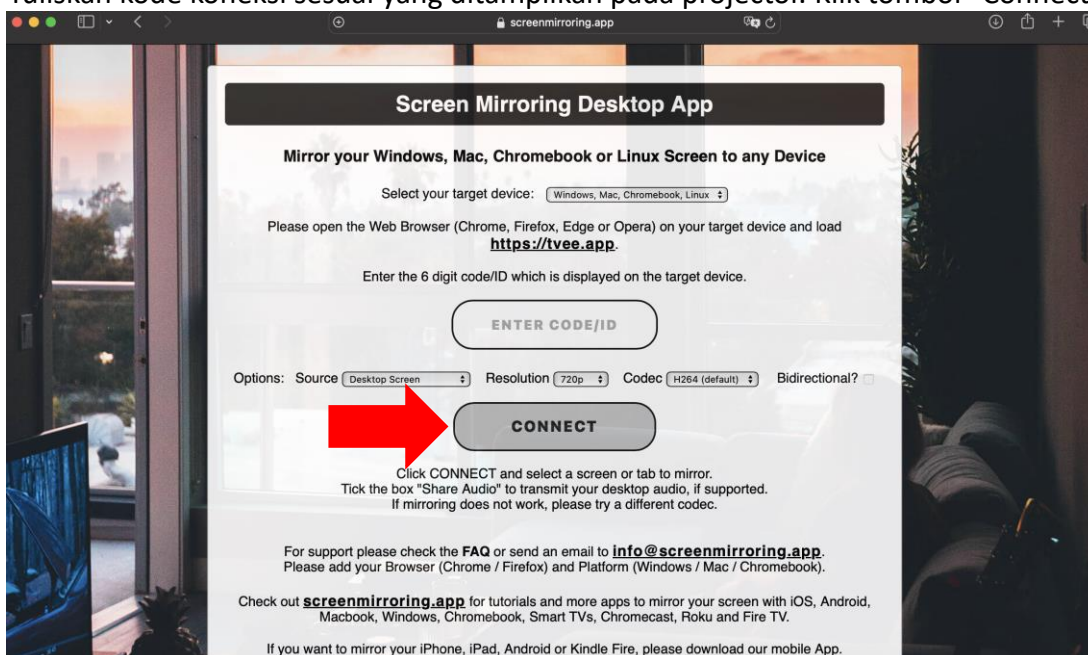 Tuliskan kode koneksi sesuai yang ditampilkan pada projector. Klik tombol "Connect
screenmirroring.app
Screen Mirroring Desktop App
Mirror your Windows, Mac, Chromebook or Linux Screen to any Device
Select your target device: Windows, Mac, Chromebook, Linux
Please open the Web Browser (Chrome, Firefox, Edge or Opera) on your target device and load
https://tvee.app.
Enter the 6 digit code/ID which is displayed on the target device.
ENTER CODE/ID
Options: Source Desktop Screen Resolution 720p Codec H264 (default) Bidirectional?
CONNECT
Click CONNECT and select a screen or tab to mirror.
Tick the box "Share Audio" to transmit your desktop audio, if supported.
If mirroring does not work, please try a different codec.
For support please check the FAQ or send an email to info@screenmirroring.app.
Please add your Browser (Chrome / Firefox) and Platform (Windows / Mac / Chromebook).
Check out screenmirroring.app for tutorials and more apps to mirror your screen with iOS, Android,
Macbook, Windows, Chromebook, Smart TVs, Chromecast, Roku and Fire TV.
If you want to mirror your iPhone, iPad, Android or Kindle Fire, please download our mobile App.